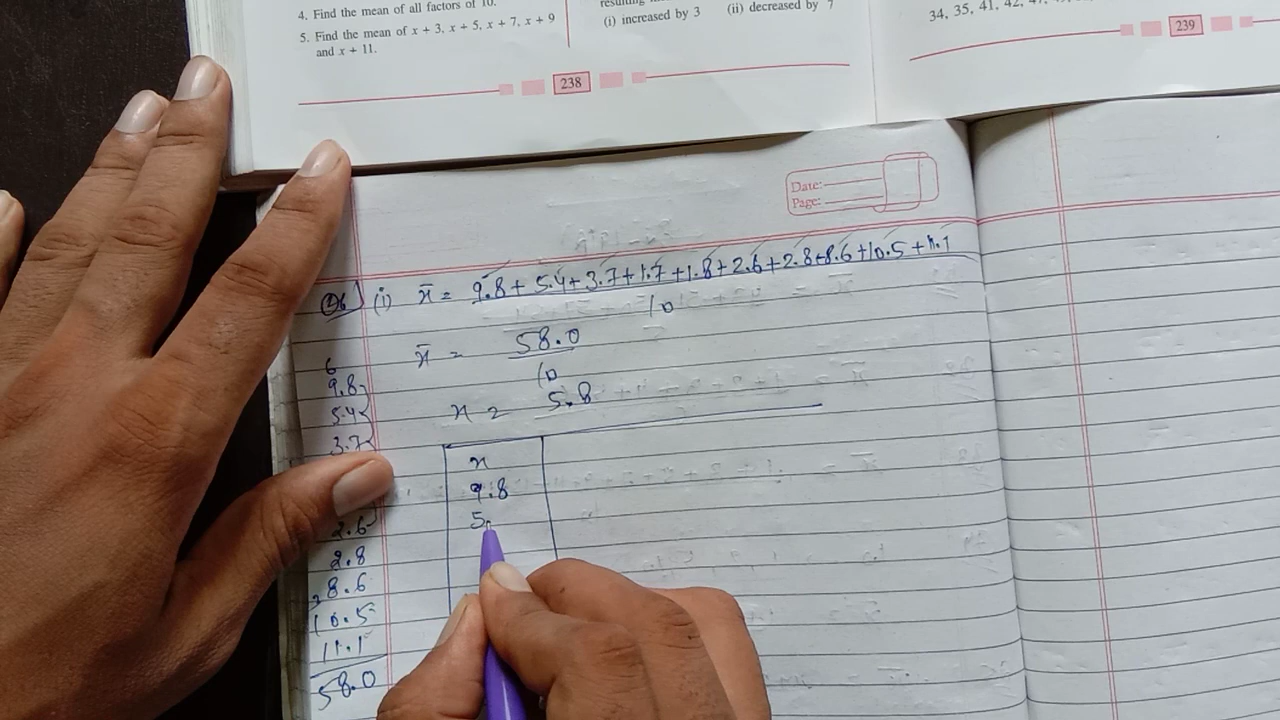 4. Find the mean of all factors of 10.
5. Find the mean of x + 3, x + 5, x + 7, x + 9
and x + 11.
(i) increased by 3 (ii) decreased by 7
238
34, 35, 41, 42,
239
Date:
Page:
Q6) (i) x̄ = 9.8 + 5.4 + 3.7 + 1.7 + 1.8 + 2.6 + 2.8 + 8.6 + 10.5 + 11.1
10
x̄ = 58.0
10
x = 5.8
6
9.8
5.4
3.7
2.6
2.8
8.6
10.5
11.1
58.0
x
9.8
5.